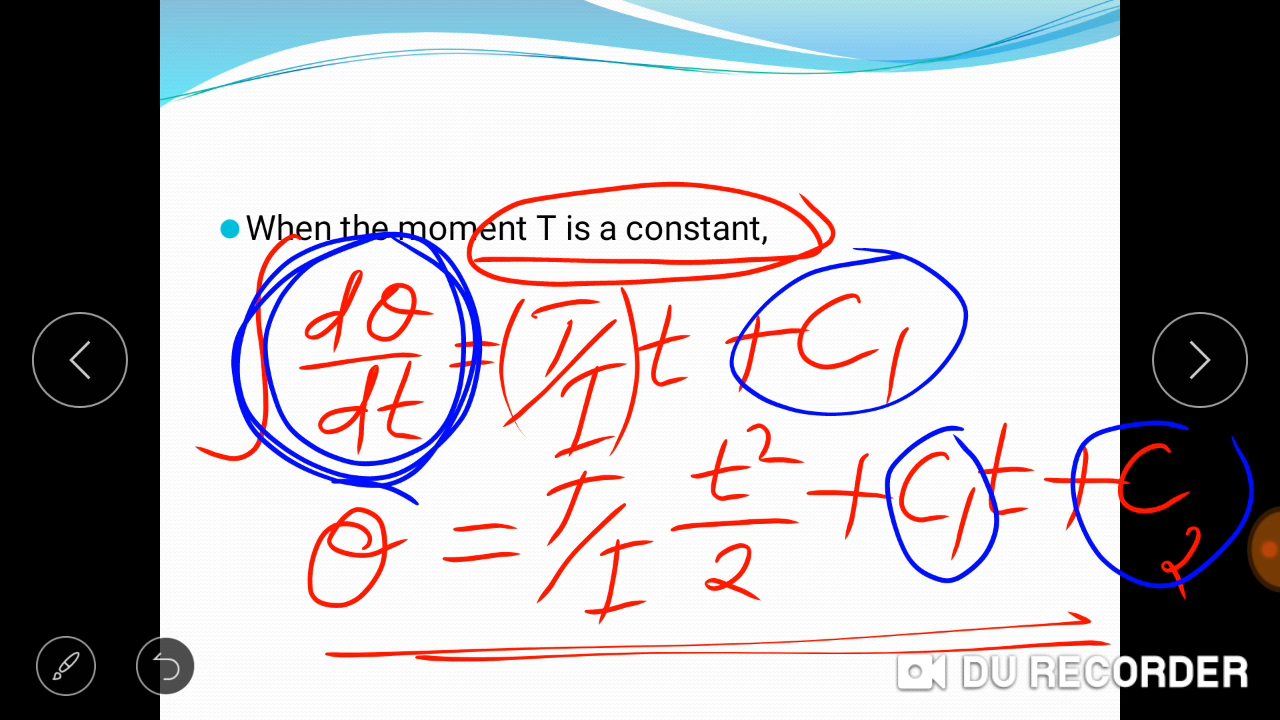 When the moment T is a constant,
dθ/dt = (T/I) t + C₁
θ = T/I t²/2 + C₁t + C₂
DU RECORDER